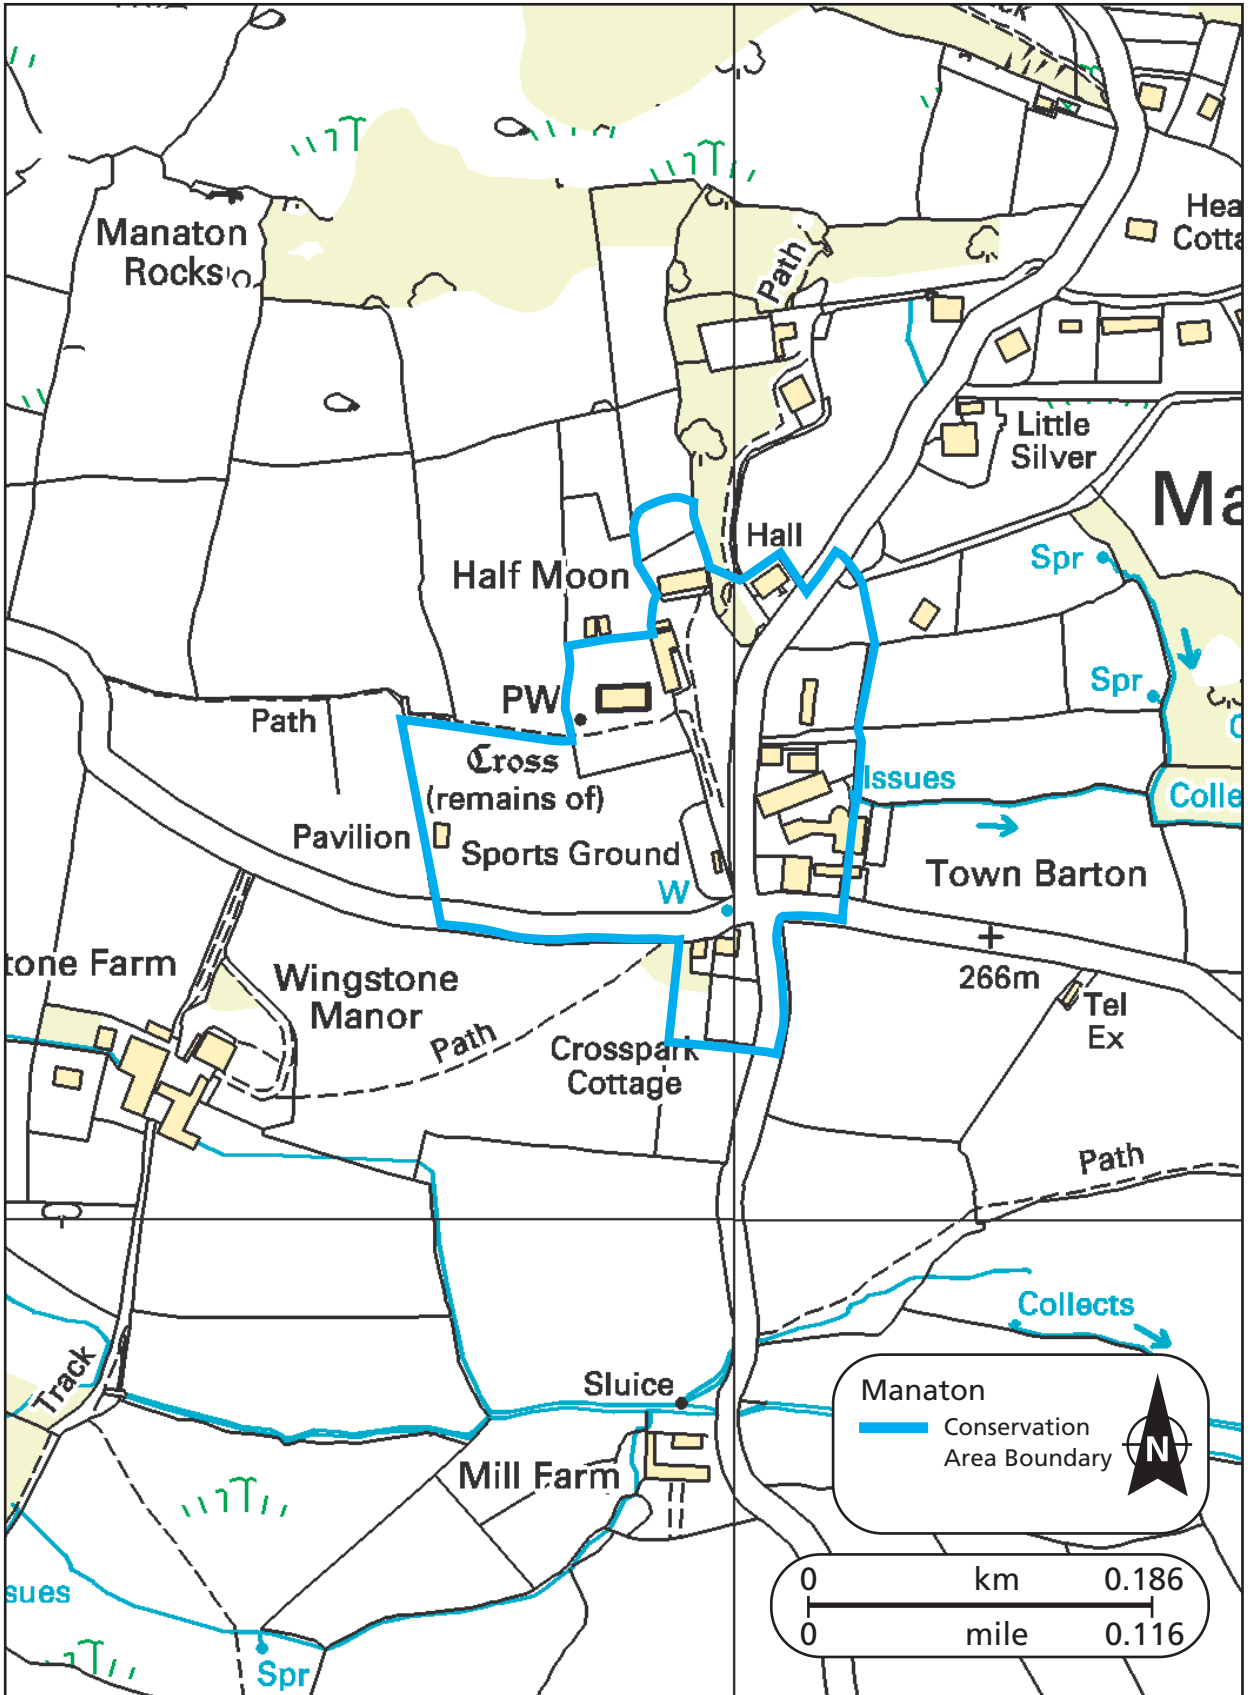 Manaton
Rocks
Path
Hea
Cotta
Little
Silver
Ma
Hall
Spr
Half Moon
Spr
PW
Path
Cross
(remains of)
Issues
Colle
Pavilion
Sports Ground
Town Barton
W
tone Farm
Wingstone
Manor
266m
Tel
Ex
Path
Crosspark
Cottage
Path
Collects
Track
Sluice
Manaton
Conservation
Area Boundary
N
Mill Farm
0 km 0.186
0 mile 0.116
sues
Spr